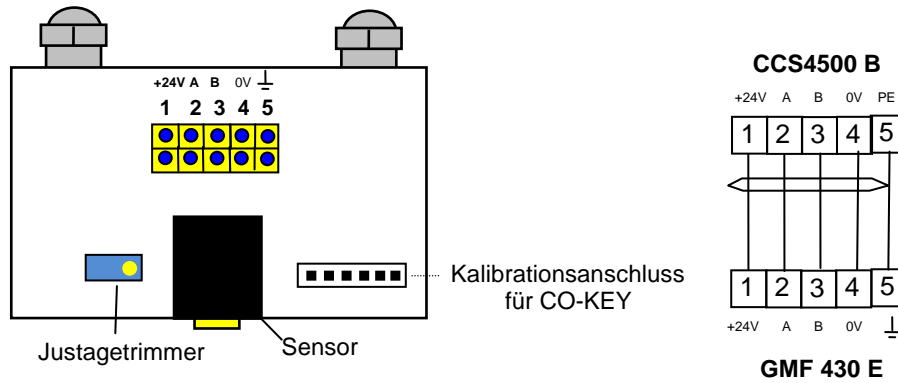 +24V A B 0V
1 2 3 4 5
Kalibrationsanschluss
für CO-KEY
Justagetrimmer
Sensor
CCS4500 B
+24V A B 0V PE
1 2 3 4 5
1 2 3 4 5
+24V A B 0V
GMF 430 E